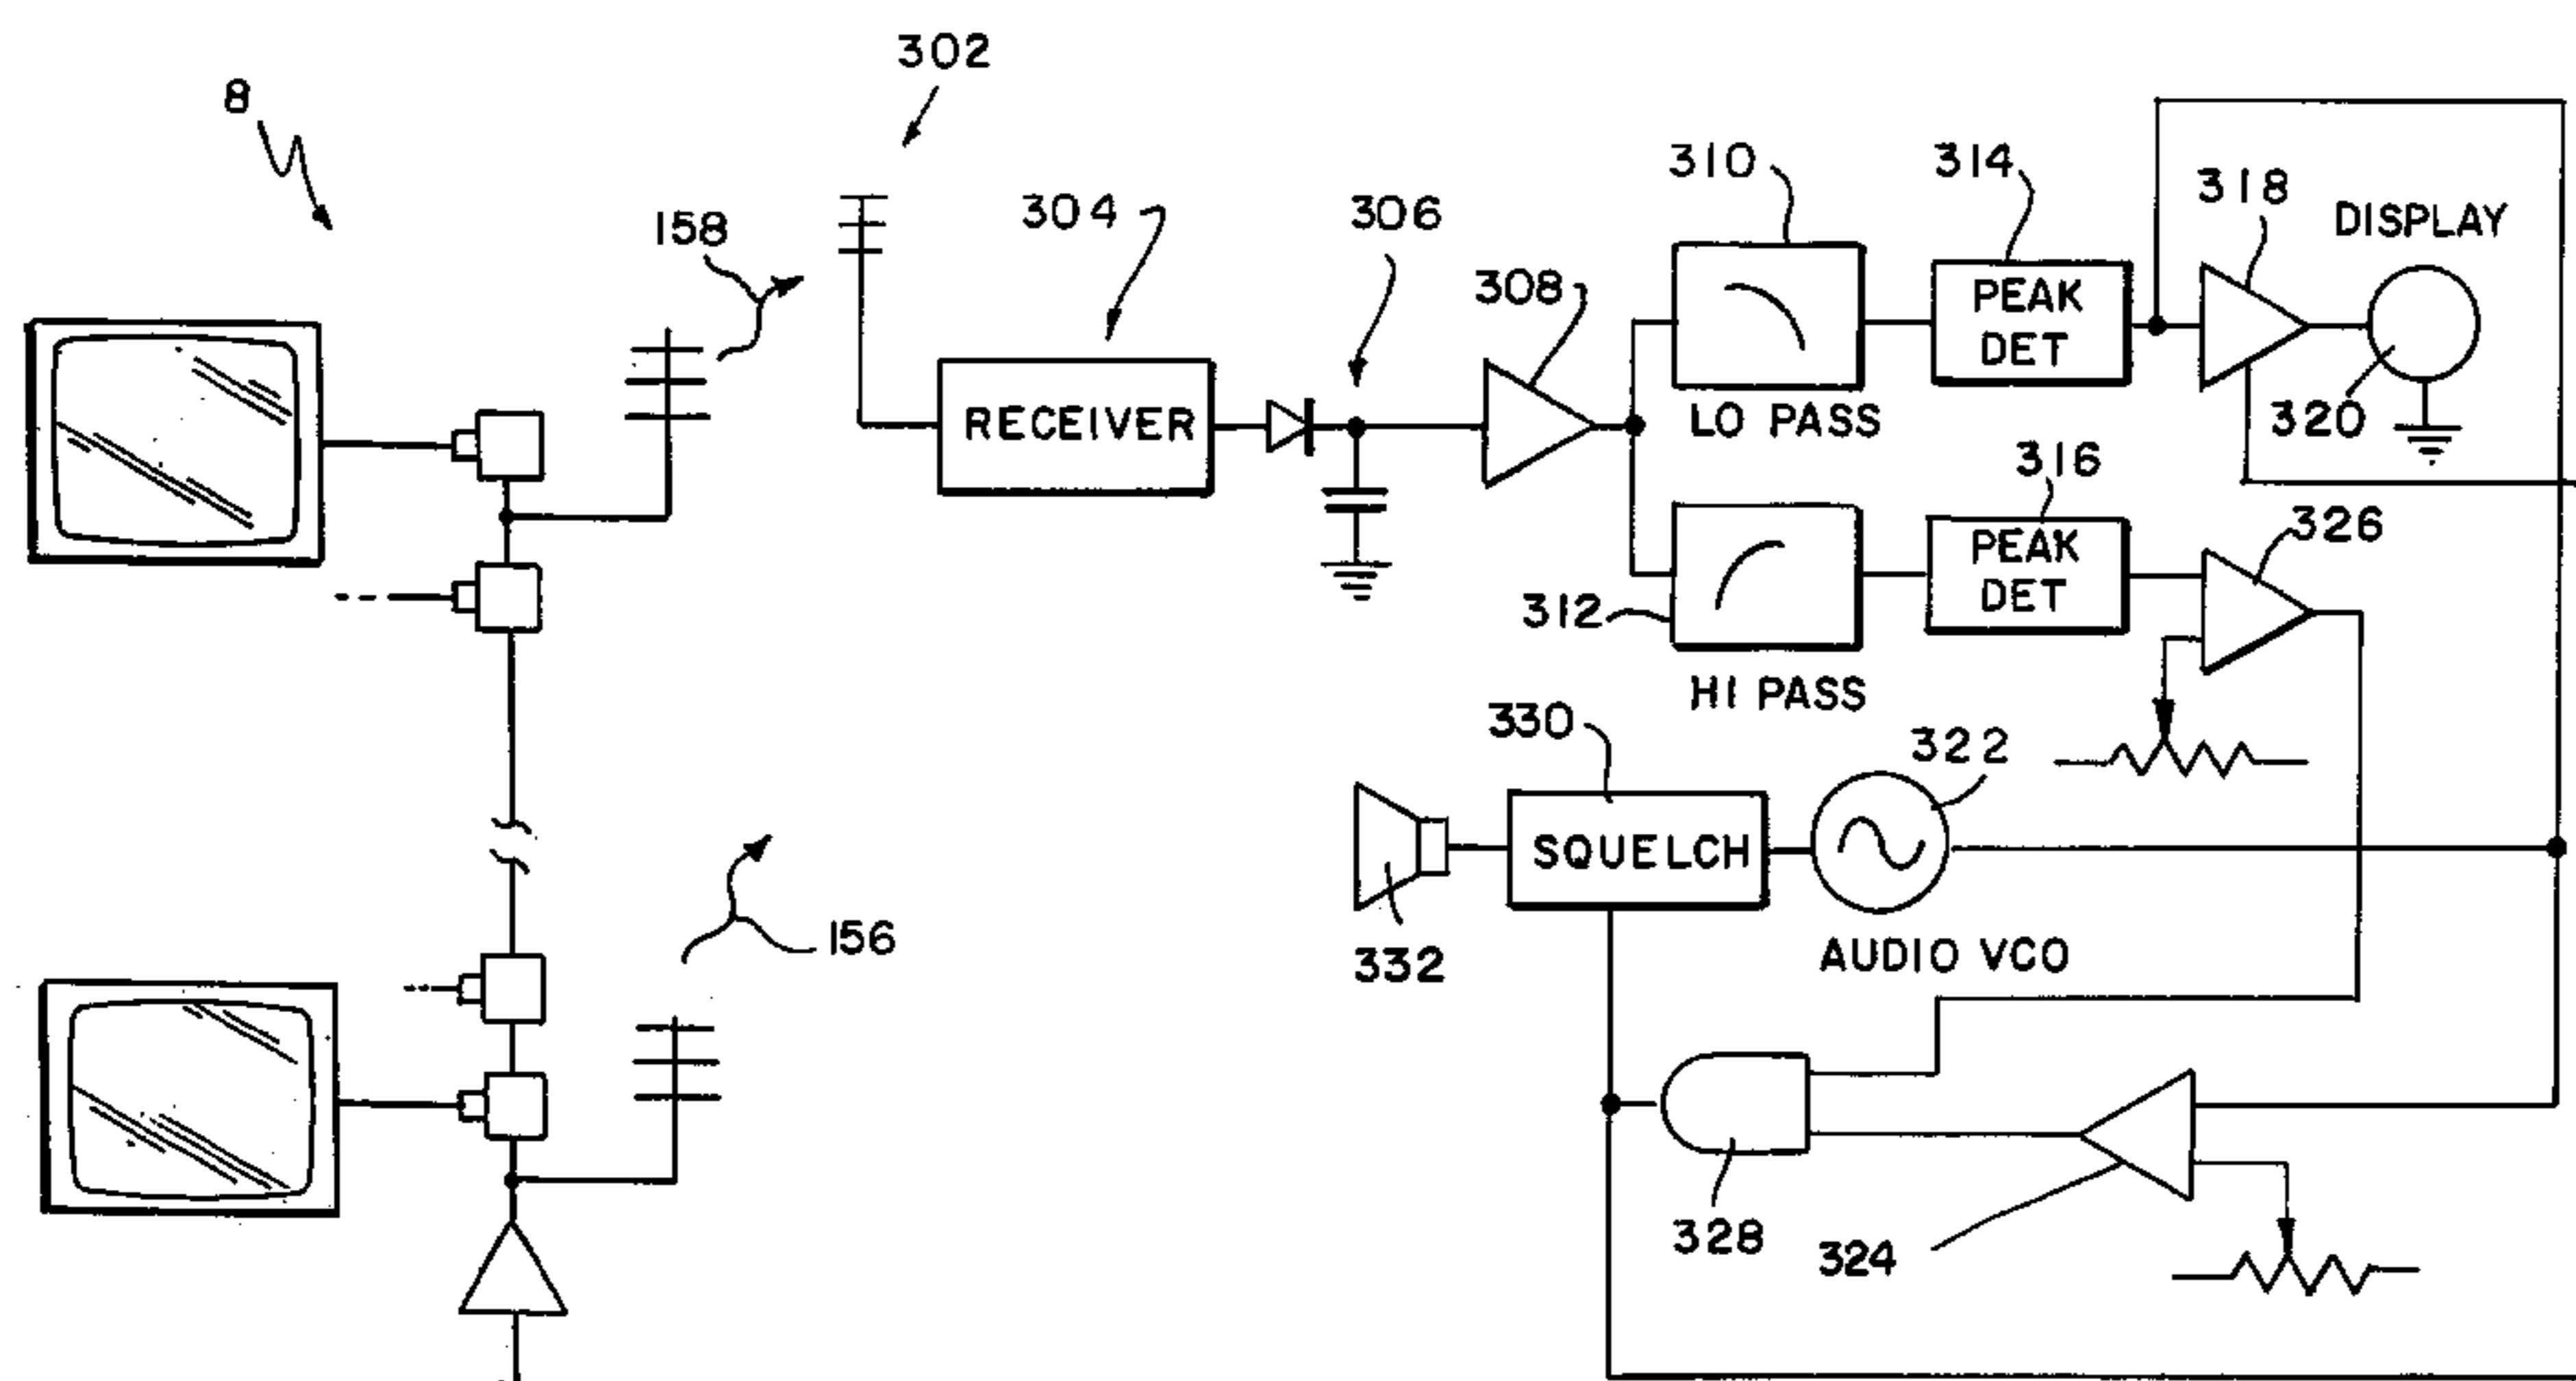 302
8
310
314
318
DISPLAY
158
304
306
308
PEAK
DET
RECEIVER
LO PASS
320
316
326
PEAK
DET
312
HI PASS
330
322
SQUELCH
156
332
AUDIO VCO
328
324